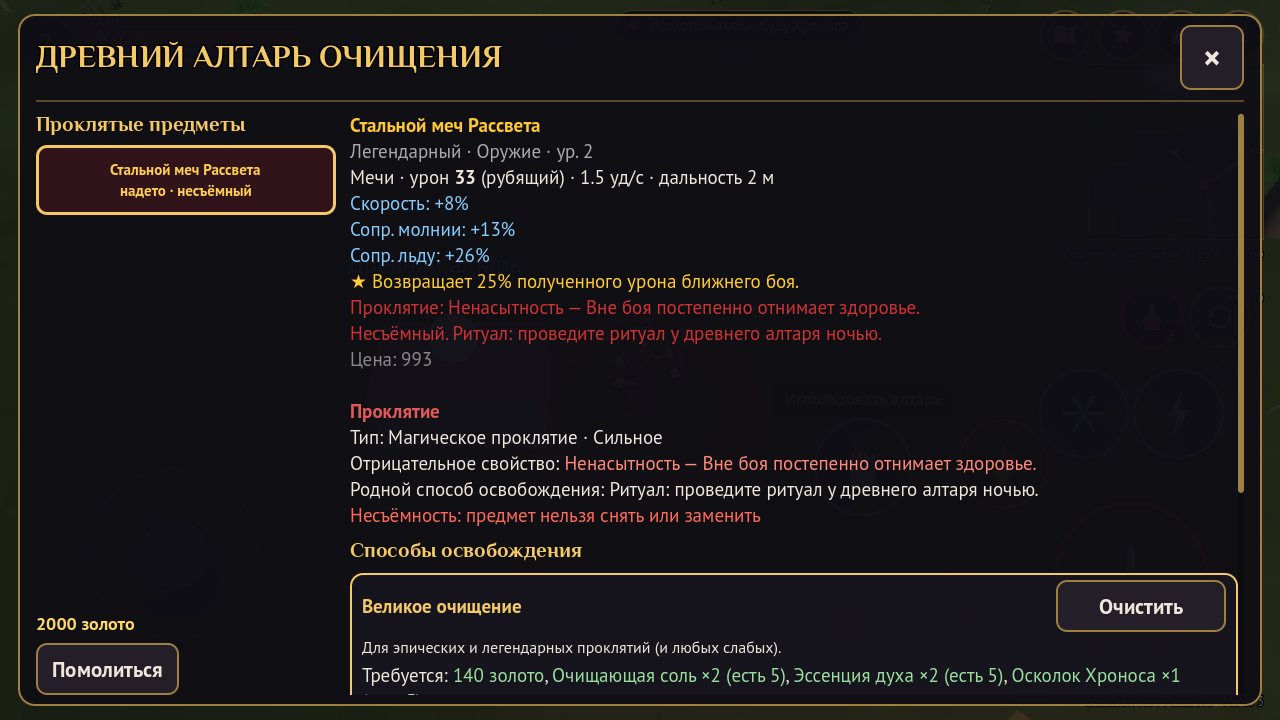 ДРЕВНИЙ АЛТАРЬ ОЧИЩЕНИЯ
×
Проклятые предметы
Стальной меч Рассвета
надето · несъёмный
2000 золото
Помолиться
Стальной меч Рассвета
Легендарный · Оружие · ур. 2
Мечи · урон 33 (рубящий) · 1.5 уд/с · дальность 2 м
Скорость: +8%
Сопр. молнии: +13%
Сопр. льду: +26%
★ Возвращает 25% полученного урона ближнего боя.
Проклятие: Ненасытность — Вне боя постепенно отнимает здоровье.
Несъёмный. Ритуал: проведите ритуал у древнего алтаря ночью.
Цена: 993
Проклятие
Тип: Магическое проклятие · Сильное
Отрицательное свойство: Ненасытность — Вне боя постепенно отнимает здоровье.
Родной способ освобождения: Ритуал: проведите ритуал у древнего алтаря ночью.
Несъёмность: предмет нельзя снять или заменить
Способы освобождения
Великое очищение
Очистить
Для эпических и легендарных проклятий (и любых слабых).
Требуется: 140 золото, Очищающая соль ×2 (есть 5), Эссенция духа ×2 (есть 5), Осколок Хроноса ×1
подготовиться к Суду Хроноса
Использовать алтарь